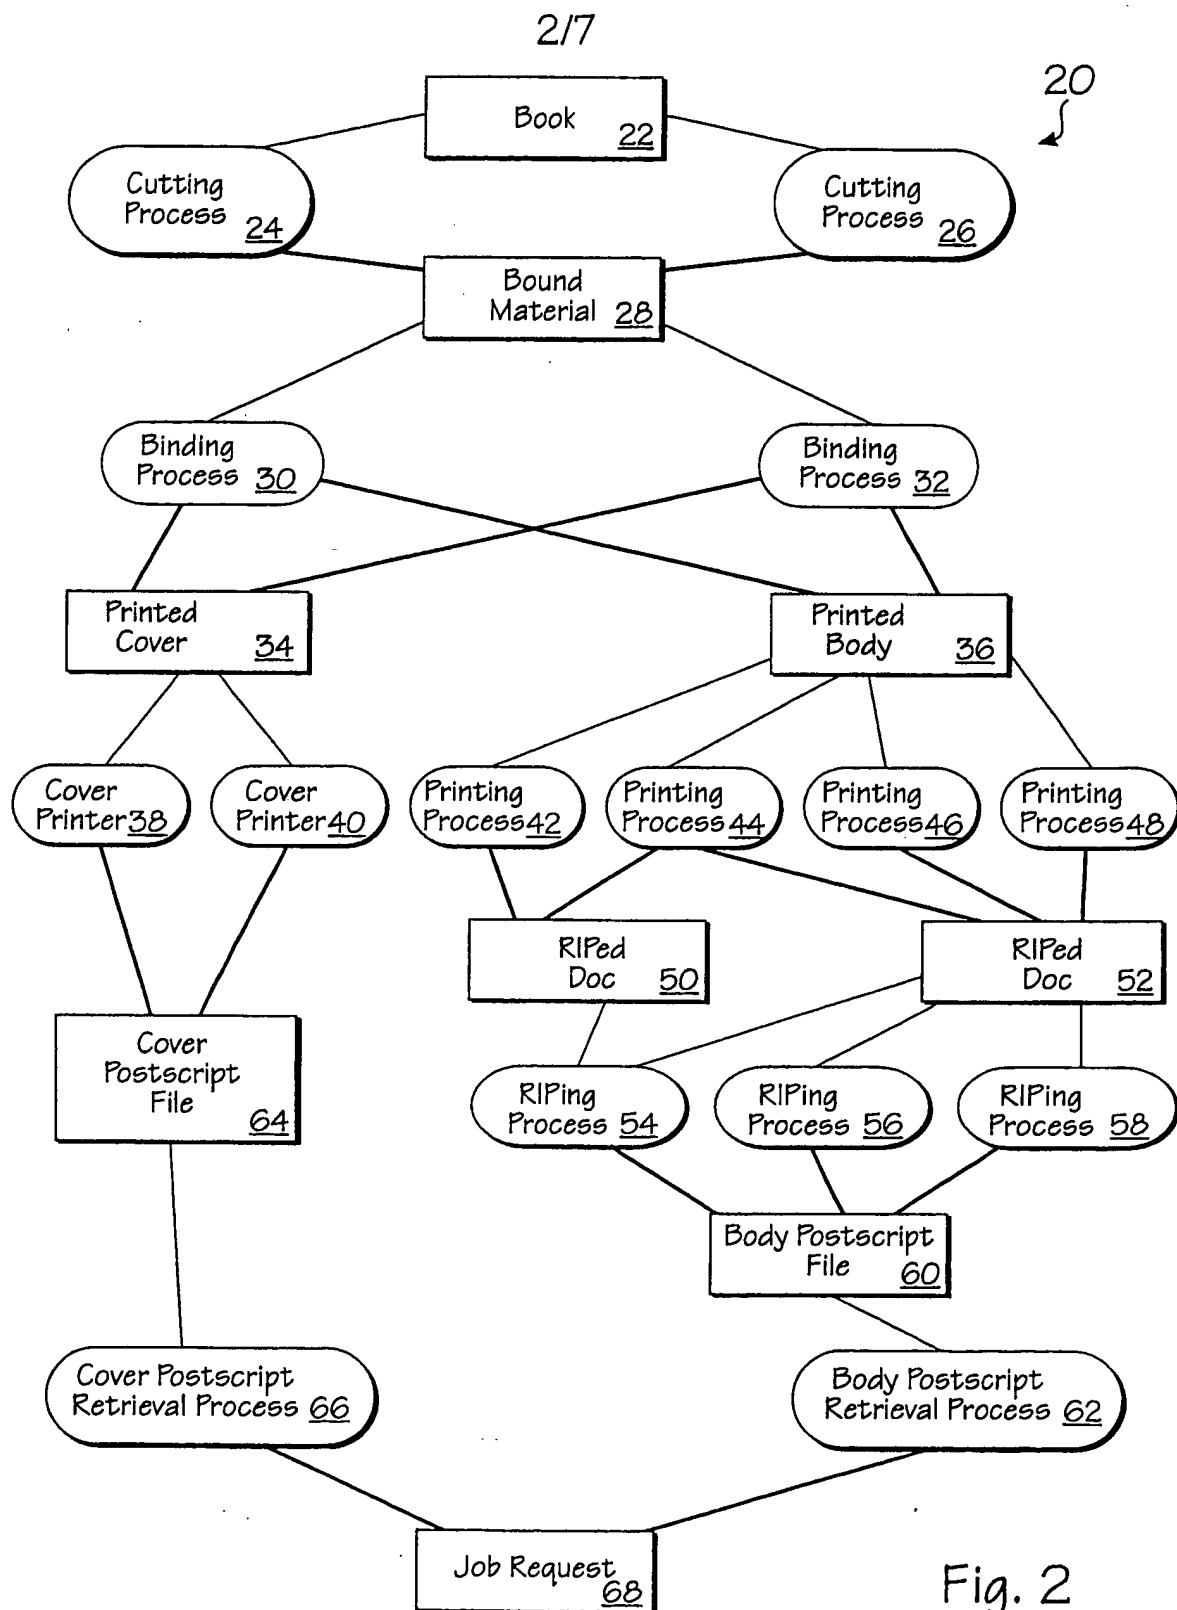 2/7
20
Book
22
Cutting
Process
24
Cutting
Process
26
Bound
Material
28
Binding
Process 30
Binding
Process 32
Printed
Cover
34
Printed
Body
36
Cover
Printer 38
Cover
Printer 40
Printing
Process 42
Printing
Process 44
Printing
Process 46
Printing
Process 48
RIPed
Doc
50
RIPed
Doc
52
Cover
Postscript
File
64
RIPing
Process 54
RIPing
Process 56
RIPing
Process 58
Body Postscript
File
60
Cover Postscript
Retrieval Process 66
Body Postscript
Retrieval Process 62
Job Request
68
Fig. 2